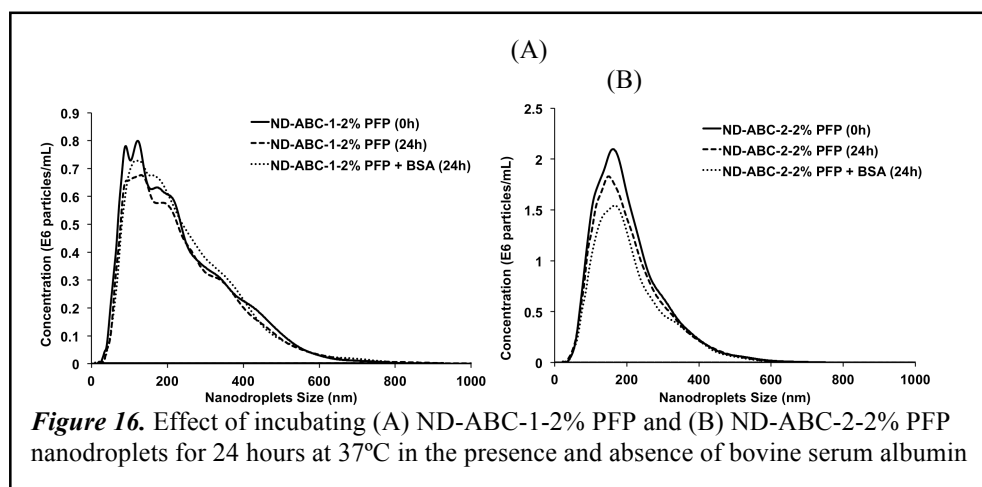 (A)
(B)
Concentration (E6 particles/mL)
0.9
0.8
0.7
0.6
0.5
0.4
0.3
0.2
0.1
0
ND-ABC-1-2% PFP (0h)
ND-ABC-1-2% PFP (24h)
ND-ABC-1-2% PFP + BSA (24h)
0 200 400 600 800 1000
Nanodroplets Size (nm)
Concentration (E6 particles/mL)
2.5
2
1.5
1
0.5
0
ND-ABC-2-2% PFP (0h)
ND-ABC-2-2% PFP (24h)
ND-ABC-2-2% PFP + BSA (24h)
0 200 400 600 800 1000
Nanodroplets Size (nm)
Figure 16. Effect of incubating (A) ND-ABC-1-2% PFP and (B) ND-ABC-2-2% PFP
nanodroplets for 24 hours at 37ºC in the presence and absence of bovine serum albumin